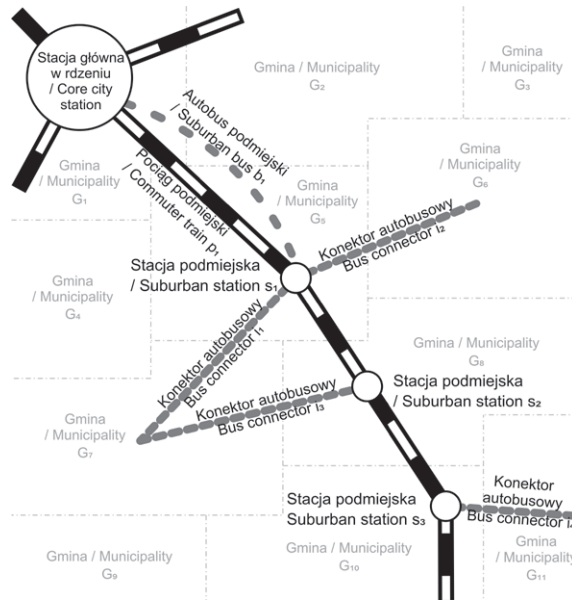 Stacja główna
w rdzeniu
/ Core city
station
Gmina / Municipality
G₂
Gmina
/ Municipality
G₃
Autobus podmiejski
/ Suburban bus b₁
Pociąg podmiejski
/ Commuter train p₁
Gmina
/ Municipality
G₁
Gmina
/ Municipality
G₅
Gmina
/ Municipality
G₆
Konektor autobusowy
Bus connector l₂
Stacja podmiejska
/ Suburban station s₁
Gmina
/ Municipality
G₄
Konektor autobusowy
Bus connector l₁
Gmina / Municipality
G₈
Stacja podmiejska
/ Suburban station s₂
Konektor autobusowy
Bus connector l₃
Gmina
/ Municipality
G₇
Stacja podmiejska
Suburban station s₃
Konektor
autobusowy
Bus connector
Gmina / Municipality
G₉
Gmina / Municipality
G₁₀
Gmina
/ Municipality
G₁₁